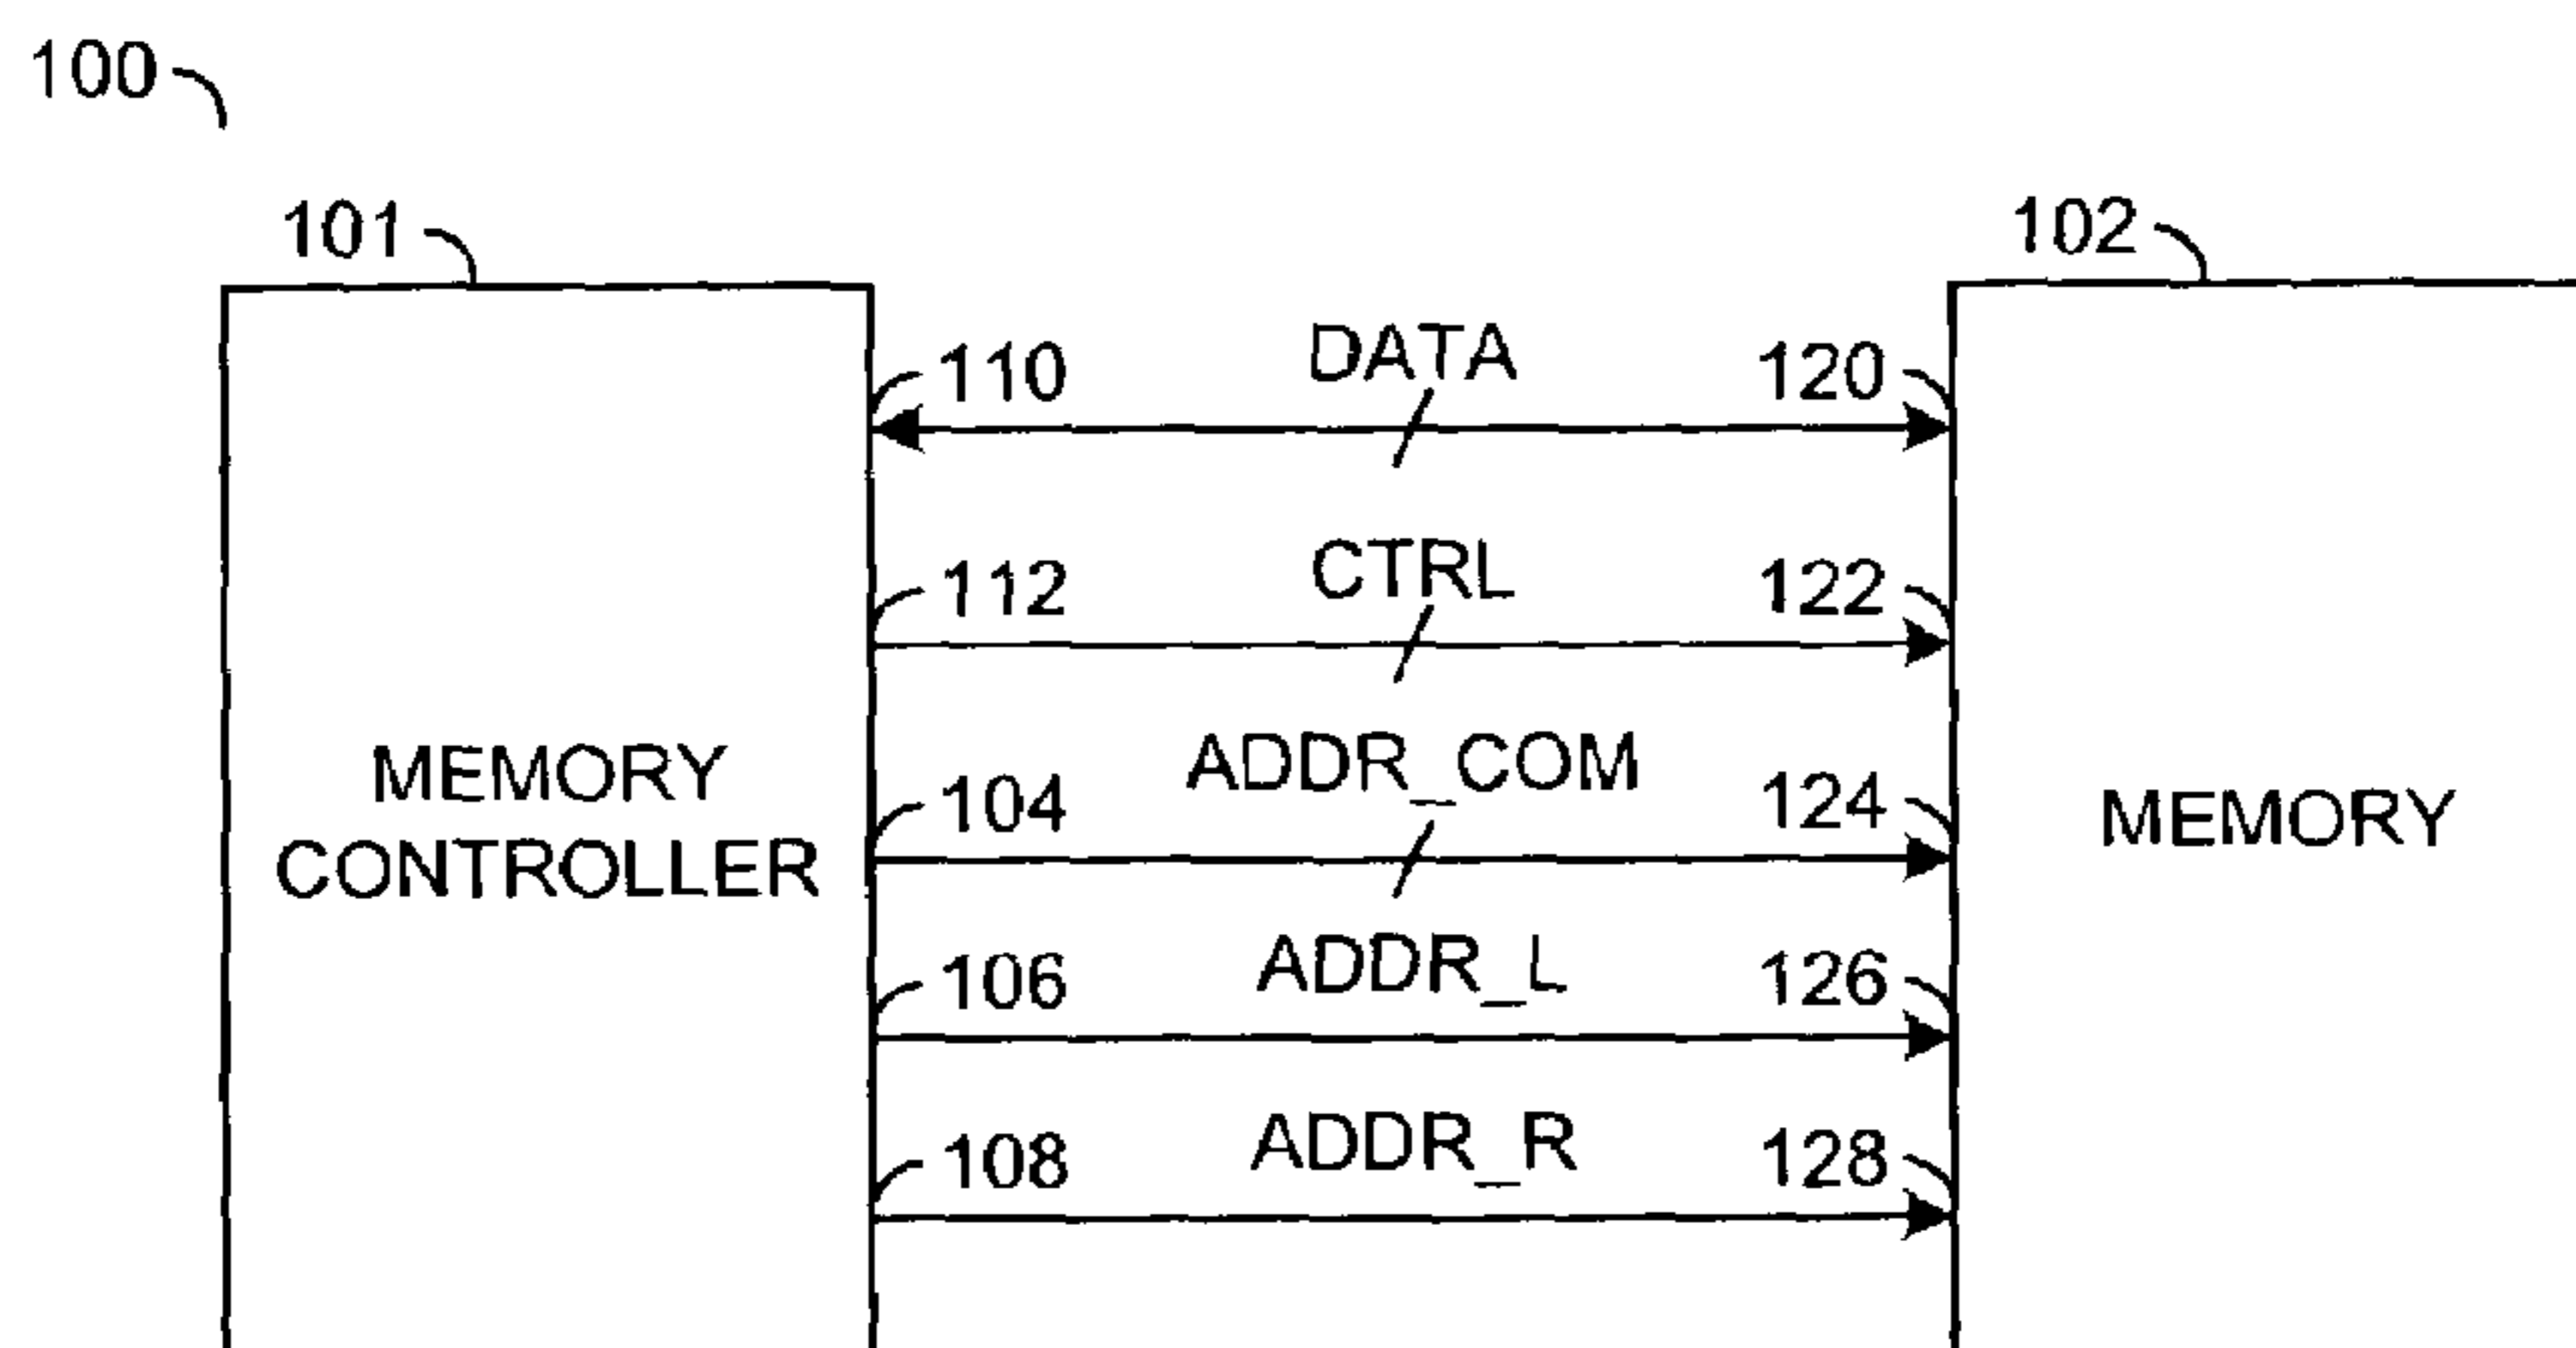 100
101
102
110 DATA 120
112 CTRL 122
MEMORY
CONTROLLER
104 ADDR_COM 124
MEMORY
106 ADDR_L 126
108 ADDR_R 128